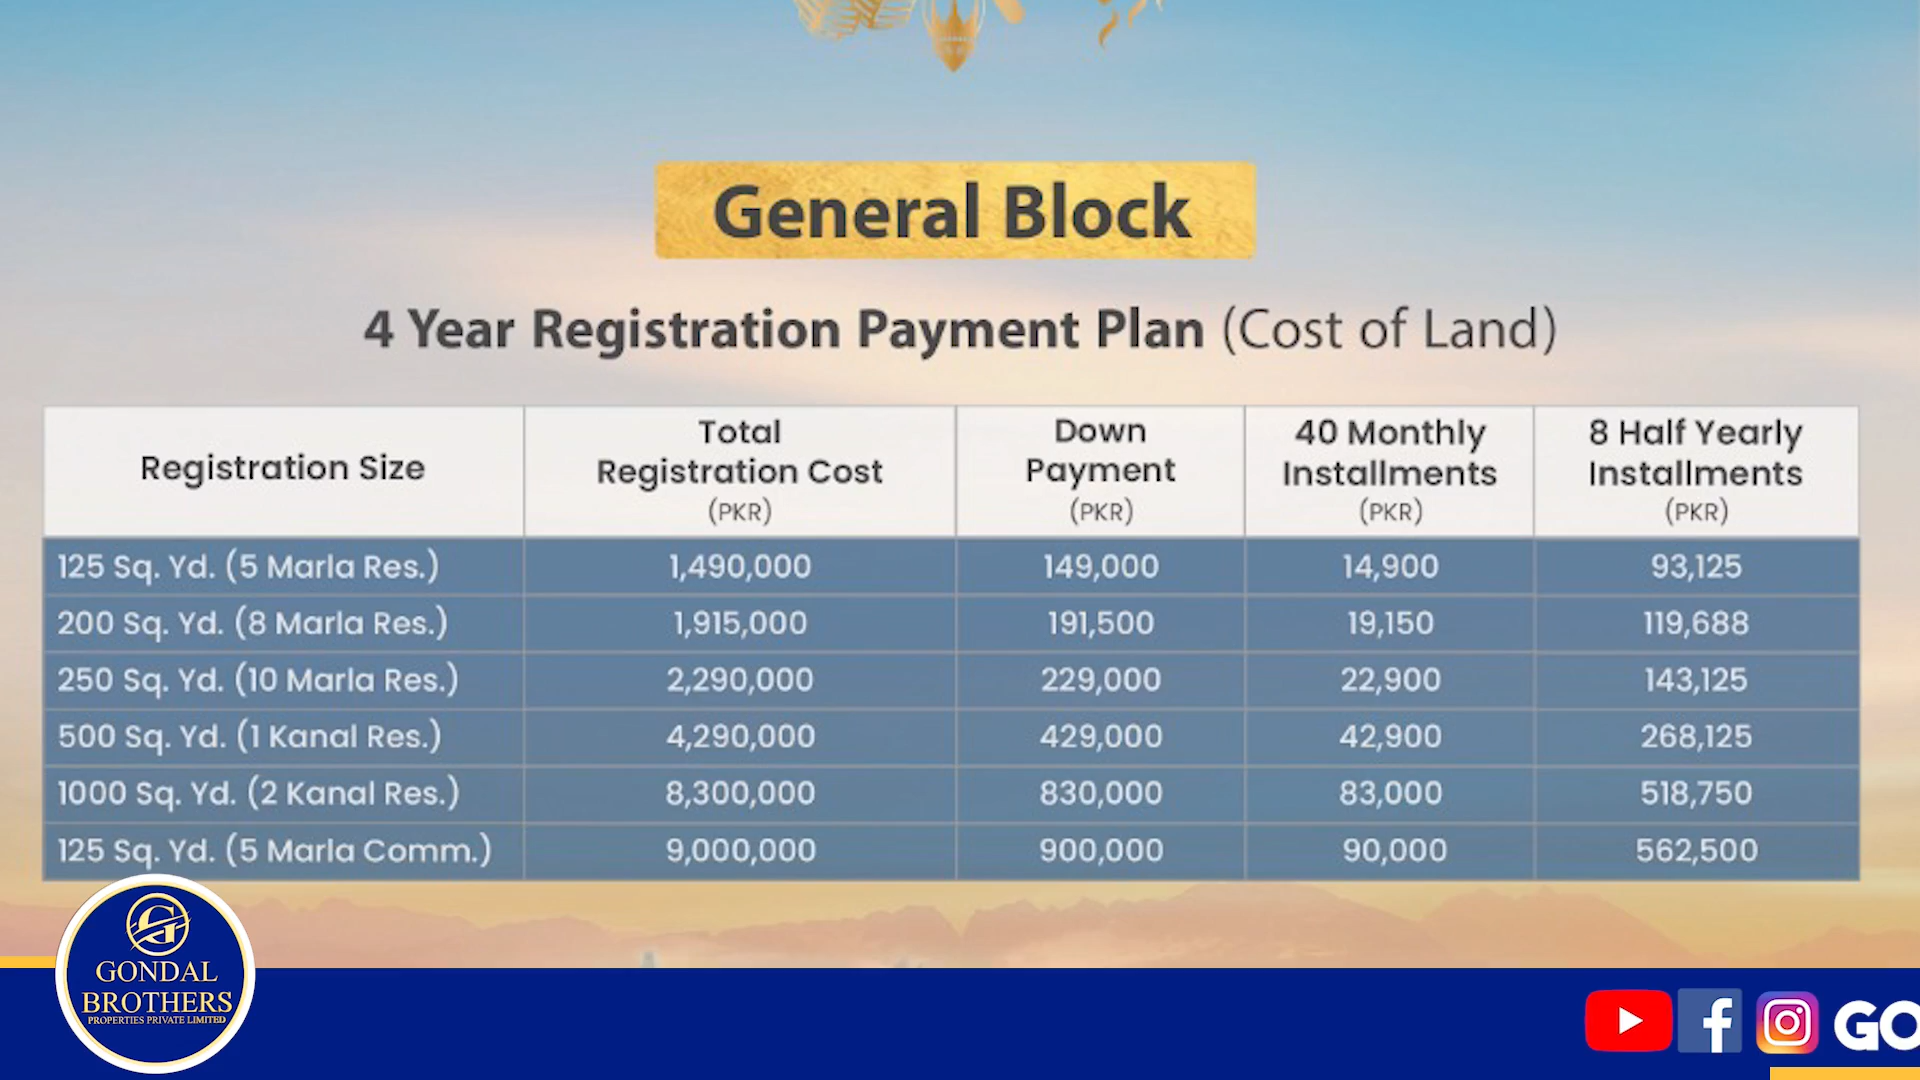 General Block
4 Year Registration Payment Plan (Cost of Land)
Registration Size
Total
Registration Cost
(PKR)
Down
Payment
(PKR)
40 Monthly
Installments
(PKR)
8 Half Yearly
Installments
(PKR)
125 Sq. Yd. (5 Marla Res.) 1,490,000 149,000 14,900 93,125
200 Sq. Yd. (8 Marla Res.) 1,915,000 191,500 19,150 119,688
250 Sq. Yd. (10 Marla Res.) 2,290,000 229,000 22,900 143,125
500 Sq. Yd. (1 Kanal Res.) 4,290,000 429,000 42,900 268,125
1000 Sq. Yd. (2 Kanal Res.) 8,300,000 830,000 83,000 518,750
125 Sq. Yd. (5 Marla Comm.) 9,000,000 900,000 90,000 562,500
GONDAL
BROTHERS
PROPERTIES PRIVATE LIMITED
GO